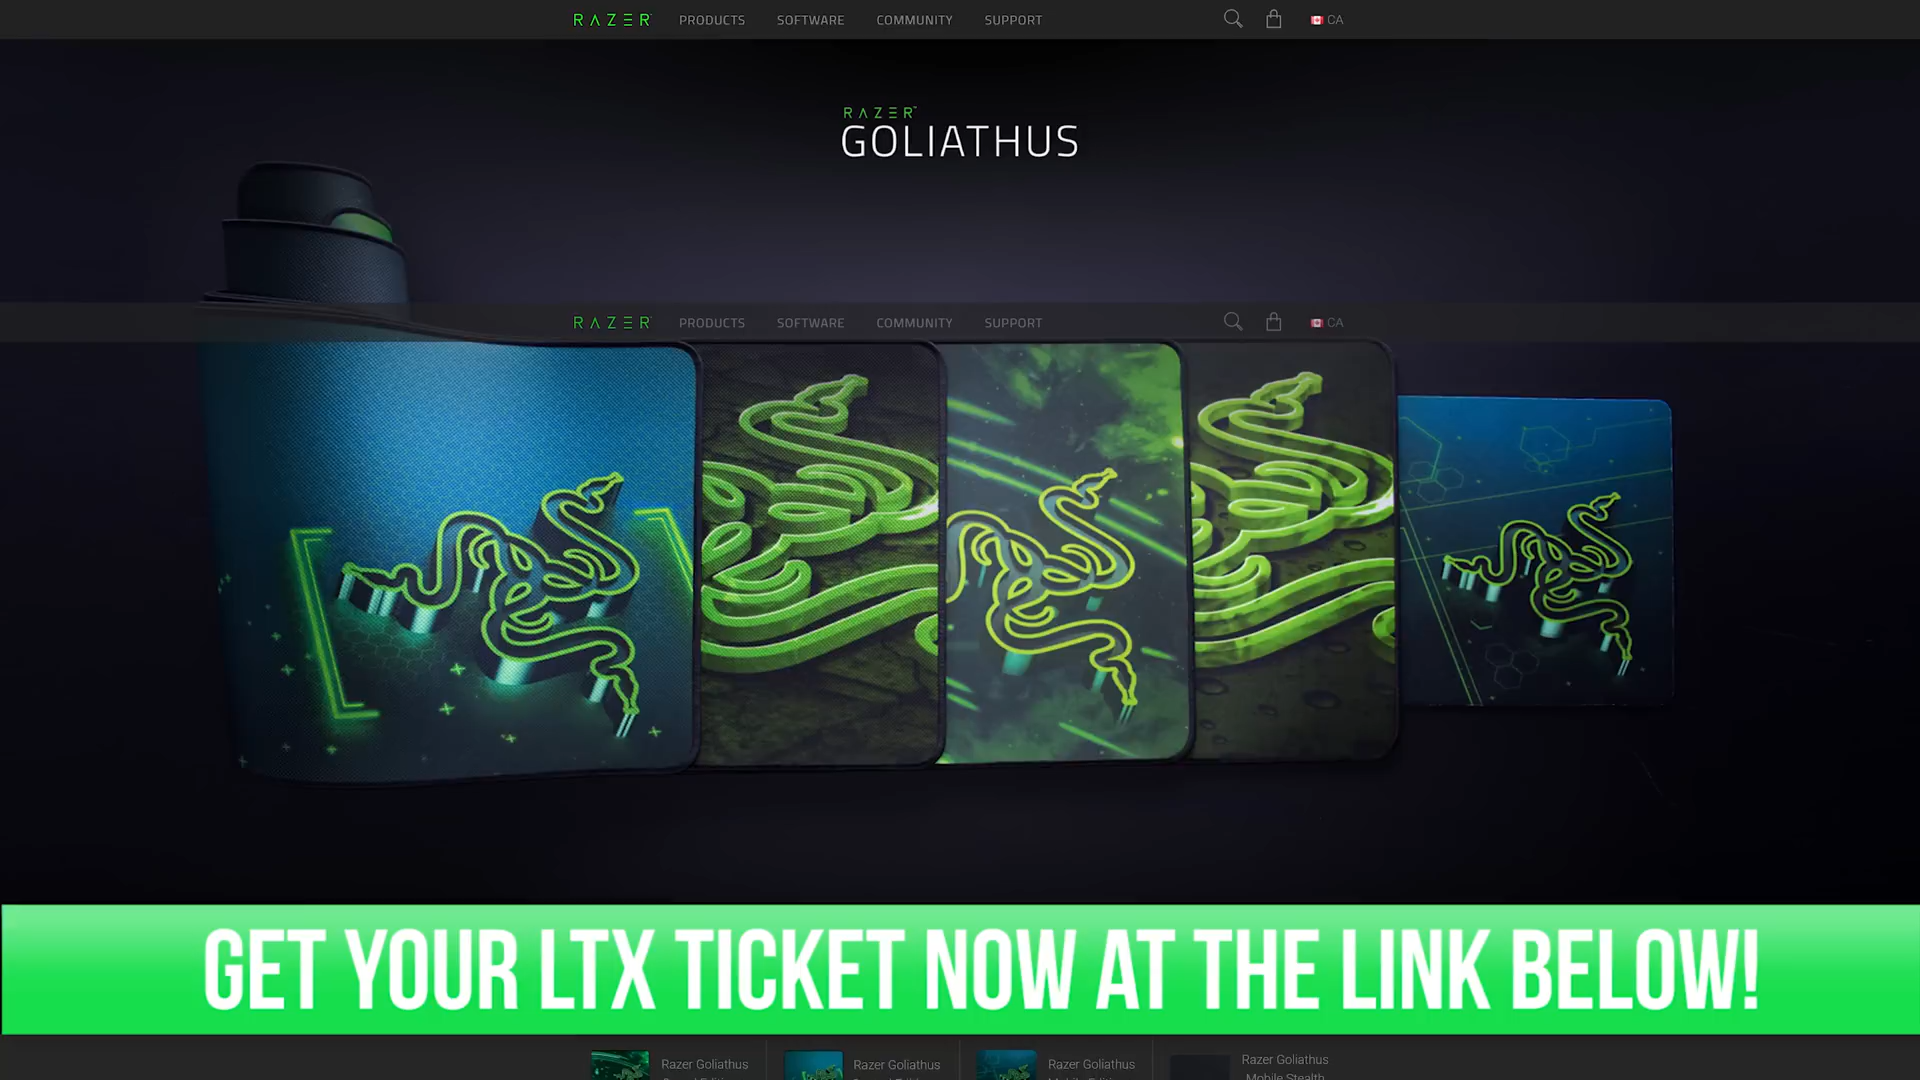 RAZER PRODUCTS SOFTWARE COMMUNITY SUPPORT CA
RAZER
GOLIATHUS
RAZER PRODUCTS SOFTWARE COMMUNITY SUPPORT CA
GET YOUR LTX TICKET NOW AT THE LINK BELOW!
Razer Goliathus
Razer Goliathus
Razer Goliathus
Razer Goliathus
Mobile Stealth